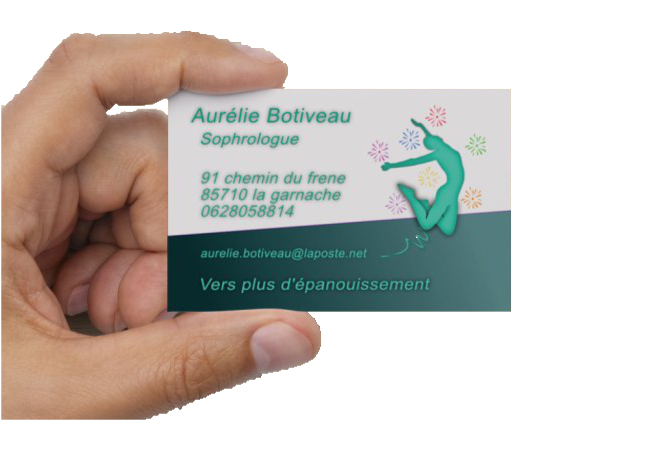 Aurélie Botiveau
Sophrologue
91 chemin du frene
85710 la garnache
0628058814
aurelie.botiveau@laposte.net
Vers plus d'épanouissement